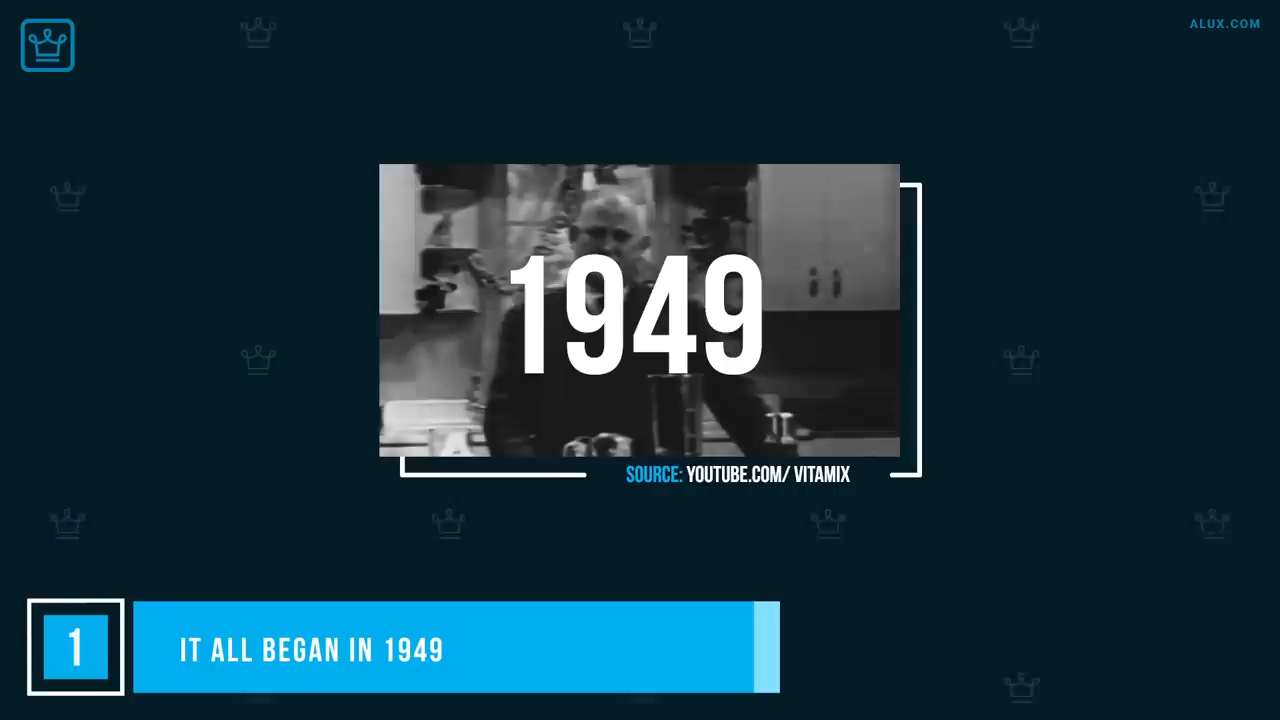 ALUX.COM
1949
SOURCE: YOUTUBE.COM/ VITAMIX
1
IT ALL BEGAN IN 1949